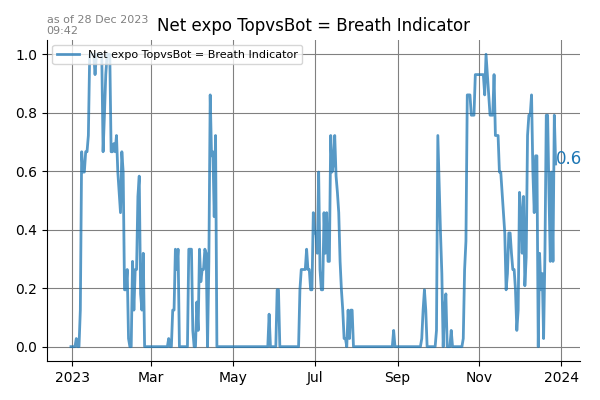 as of 28 Dec 2023
09:42
Net expo TopvsBot = Breath Indicator
Net expo TopvsBot = Breath Indicator
1.0
0.8
0.6
0.4
0.2
0.0
0.6
2023 Mar May Jul Sep Nov 2024